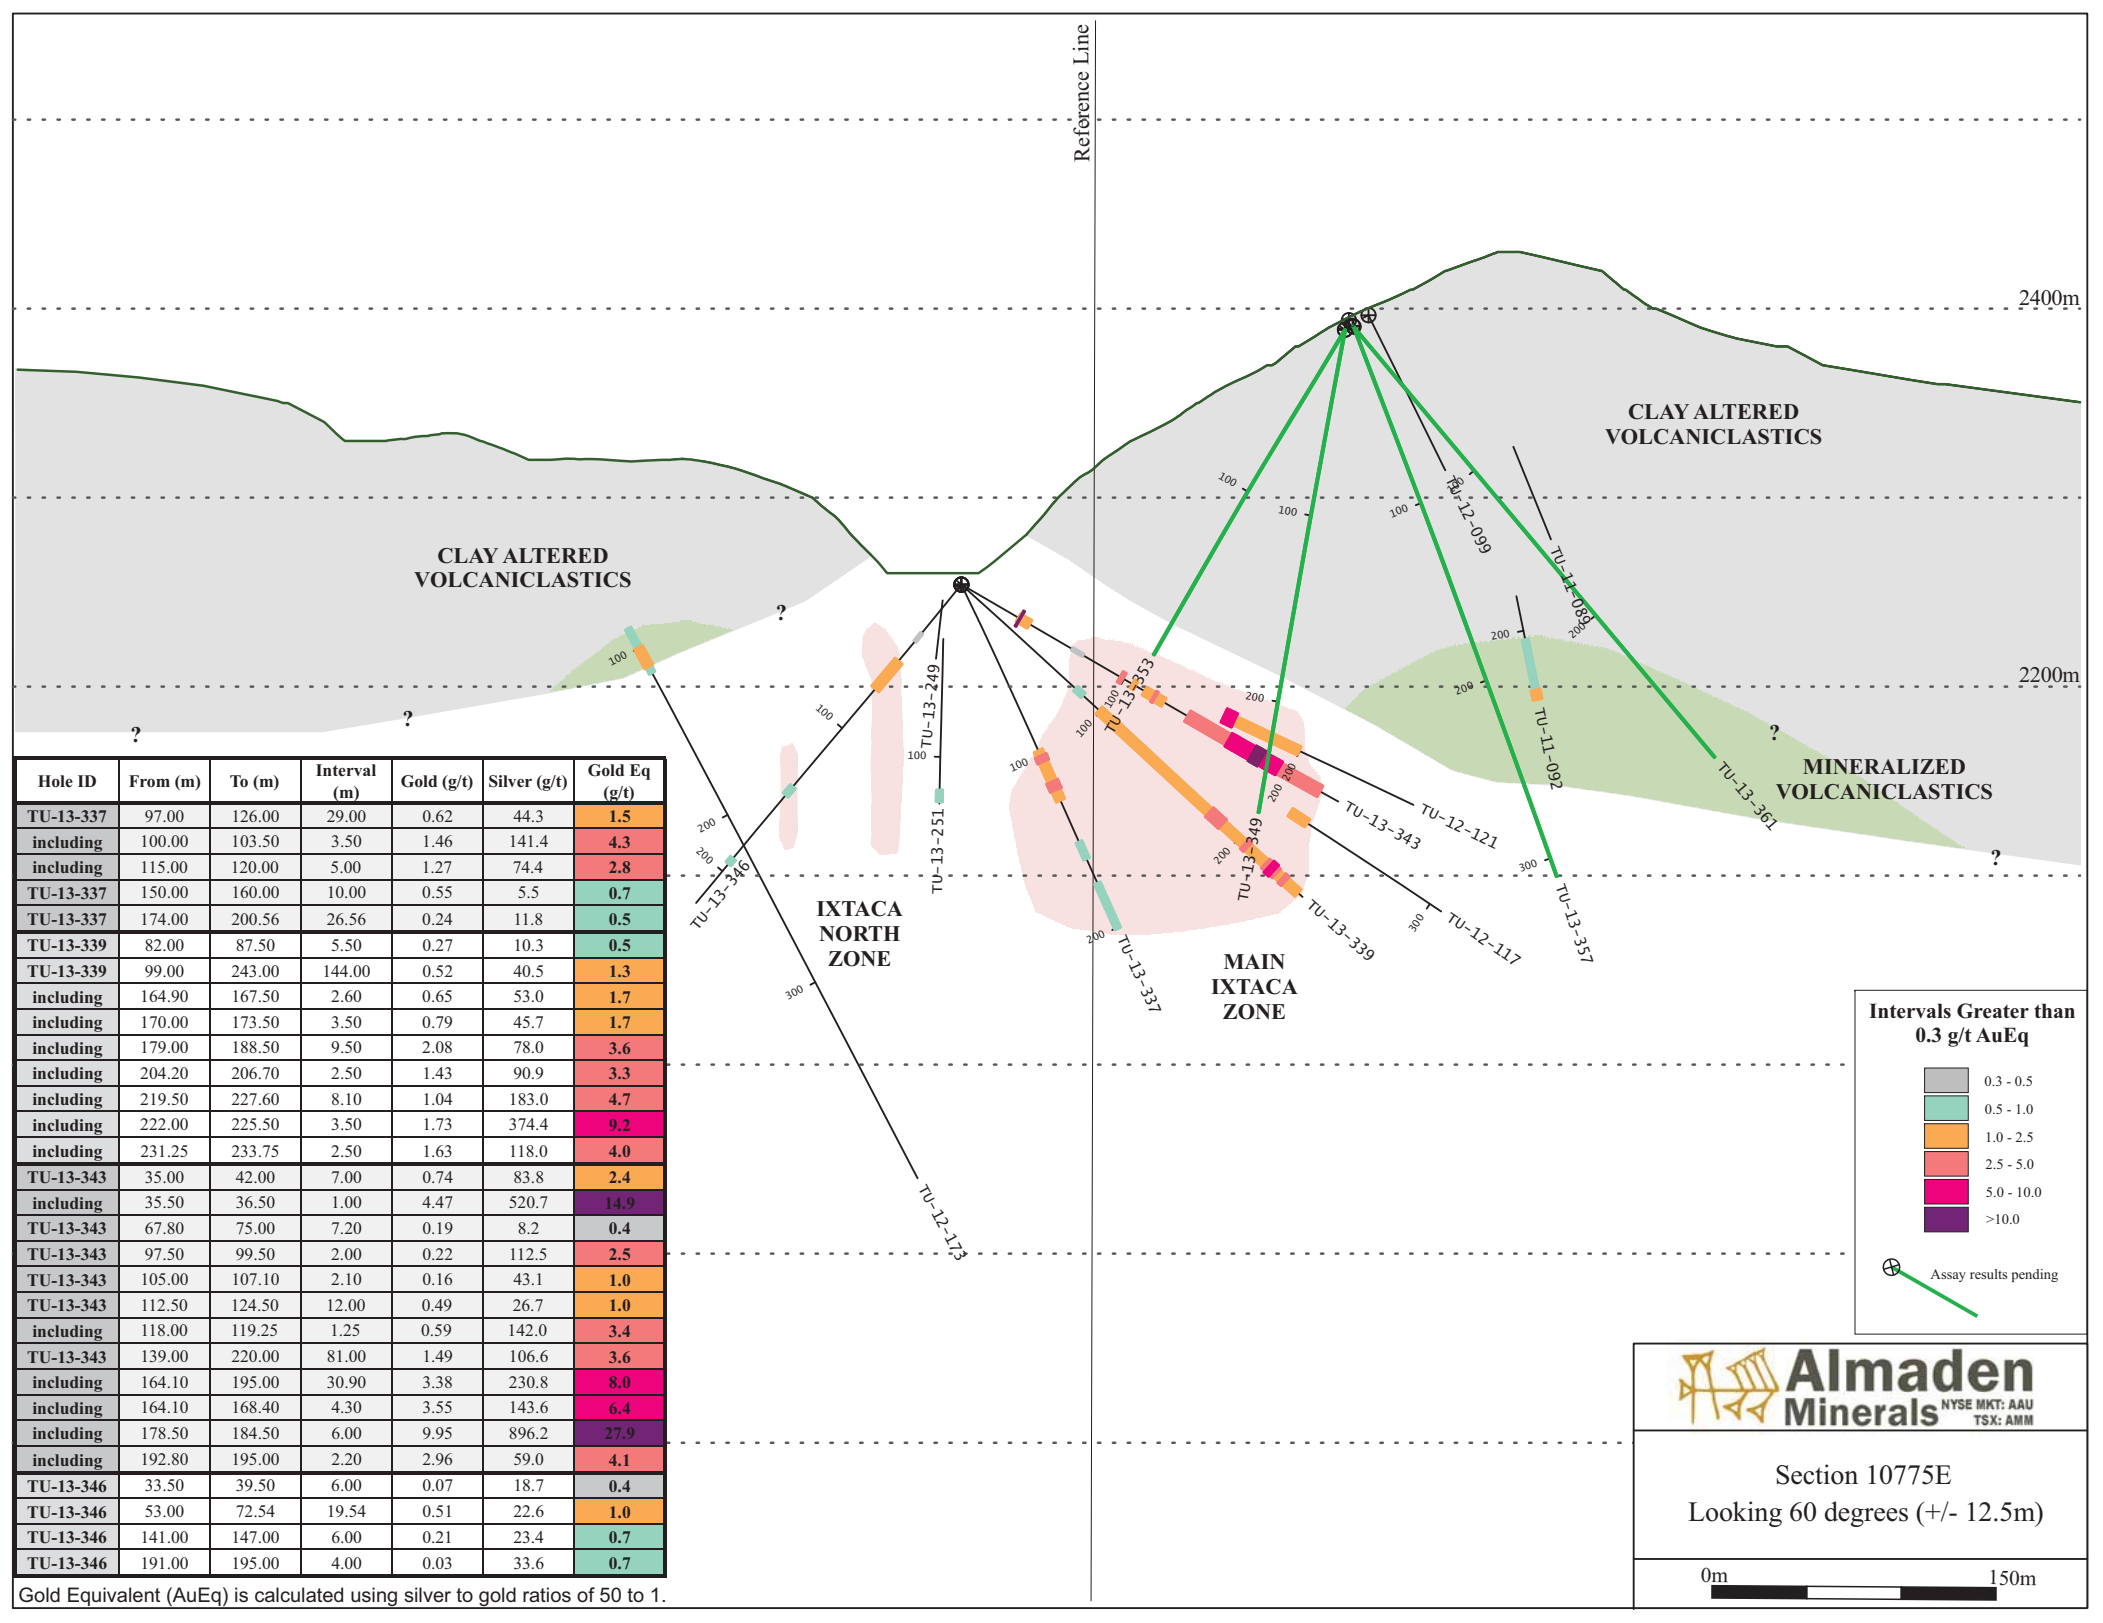 Reference Line
2400m
CLAY ALTERED
VOLCANICLASTICS
100
100
100
TU-12-099
CLAY ALTERED
VOLCANICLASTICS
TU-11-089
?
200
200
100
TU-13-249
TU-13-353
2200m
200
200
100
100
100
?
?
?
TU-11-092
100
100
TU-13-361
MINERALIZED
VOLCANICLASTICS
200
200
TU-12-121
TU-13-343
200
200
TU-13-346
TU-13-251
200
TU-13-349
300
?
IXTACA
NORTH
ZONE
TU-13-339
300
TU-12-117
TU-13-357
200
TU-13-337
MAIN
IXTACA
ZONE
300
TU-12-173
Hole ID From (m) To (m) Interval (m) Gold (g/t) Silver (g/t) Gold Eq (g/t)
TU-13-337 97.00 126.00 29.00 0.62 44.3 1.5
including 100.00 103.50 3.50 1.46 141.4 4.3
including 115.00 120.00 5.00 1.27 74.4 2.8
TU-13-337 150.00 160.00 10.00 0.55 5.5 0.7
TU-13-337 174.00 200.56 26.56 0.24 11.8 0.5
TU-13-339 82.00 87.50 5.50 0.27 10.3 0.5
TU-13-339 99.00 243.00 144.00 0.52 40.5 1.3
including 164.90 167.50 2.60 0.65 53.0 1.7
including 170.00 173.50 3.50 0.79 45.7 1.7
including 179.00 188.50 9.50 2.08 78.0 3.6
including 204.20 206.70 2.50 1.43 90.9 3.3
including 219.50 227.60 8.10 1.04 183.0 4.7
including 222.00 225.50 3.50 1.73 374.4 9.2
including 231.25 233.75 2.50 1.63 118.0 4.0
TU-13-343 35.00 42.00 7.00 0.74 83.8 2.4
including 35.50 36.50 1.00 4.47 520.7 14.9
TU-13-343 67.80 75.00 7.20 0.19 8.2 0.4
TU-13-343 97.50 99.50 2.00 0.22 112.5 2.5
TU-13-343 105.00 107.10 2.10 0.16 43.1 1.0
TU-13-343 112.50 124.50 12.00 0.49 26.7 1.0
including 118.00 119.25 1.25 0.59 142.0 3.4
TU-13-343 139.00 220.00 81.00 1.49 106.6 3.6
including 164.10 195.00 30.90 3.38 230.8 8.0
including 164.10 168.40 4.30 3.55 143.6 6.4
including 178.50 184.50 6.00 9.95 896.2 27.9
including 192.80 195.00 2.20 2.96 59.0 4.1
TU-13-346 33.50 39.50 6.00 0.07 18.7 0.4
TU-13-346 53.00 72.54 19.54 0.51 22.6 1.0
TU-13-346 141.00 147.00 6.00 0.21 23.4 0.7
TU-13-346 191.00 195.00 4.00 0.03 33.6 0.7
Gold Equivalent (AuEq) is calculated using silver to gold ratios of 50 to 1.
Intervals Greater than
0.3 g/t AuEq
0.3 - 0.5
0.5 - 1.0
1.0 - 2.5
2.5 - 5.0
5.0 - 10.0
>10.0
Assay results pending
Almaden
Minerals NYSE MKT: AAU
TSX: AMM
Section 10775E
Looking 60 degrees (+/- 12.5m)
0m 150m